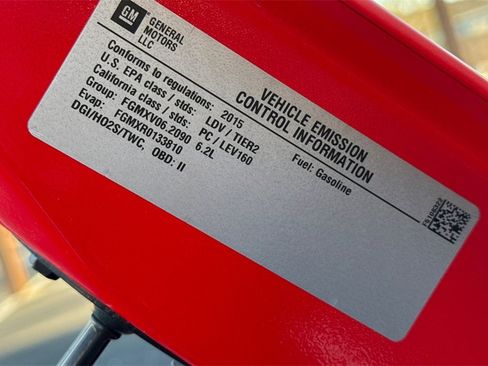 GM
GENERAL
MOTORS
LLC
VEHICLE EMISSION
CONTROL INFORMATION
Conforms to regulations: 2015
Fuel: Gasoline
U.S. EPA class / stds: LDV / TIER2
California class / stds: PC / LEV160
Group: FGMXV06.2090 6.2L
Evap: FGMXR0133810
DGI/HO2S/TWC, OBD: II